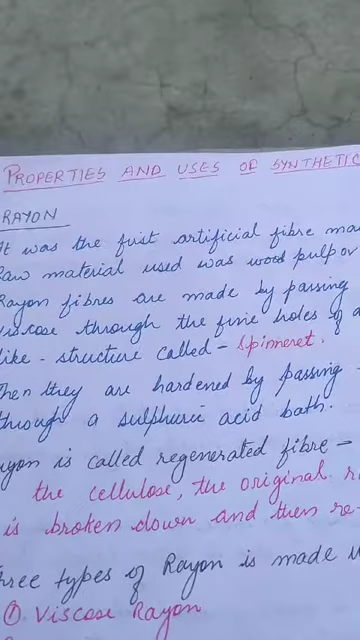 PROPERTIES AND USES OF SYNTHETIC
RAYON
It was the first artificial fibre
Raw material used was wood pulp or
Rayon fibres are made by passing
viscose through the fine holes of a
like - structure called - Spinneret.
Then they are hardened by passing
through a sulphuric acid bath.
Rayon is called regenerated fibre -
the cellulose, the original
is broken down and then re-
Three types of Rayon is made
① Viscose Rayon